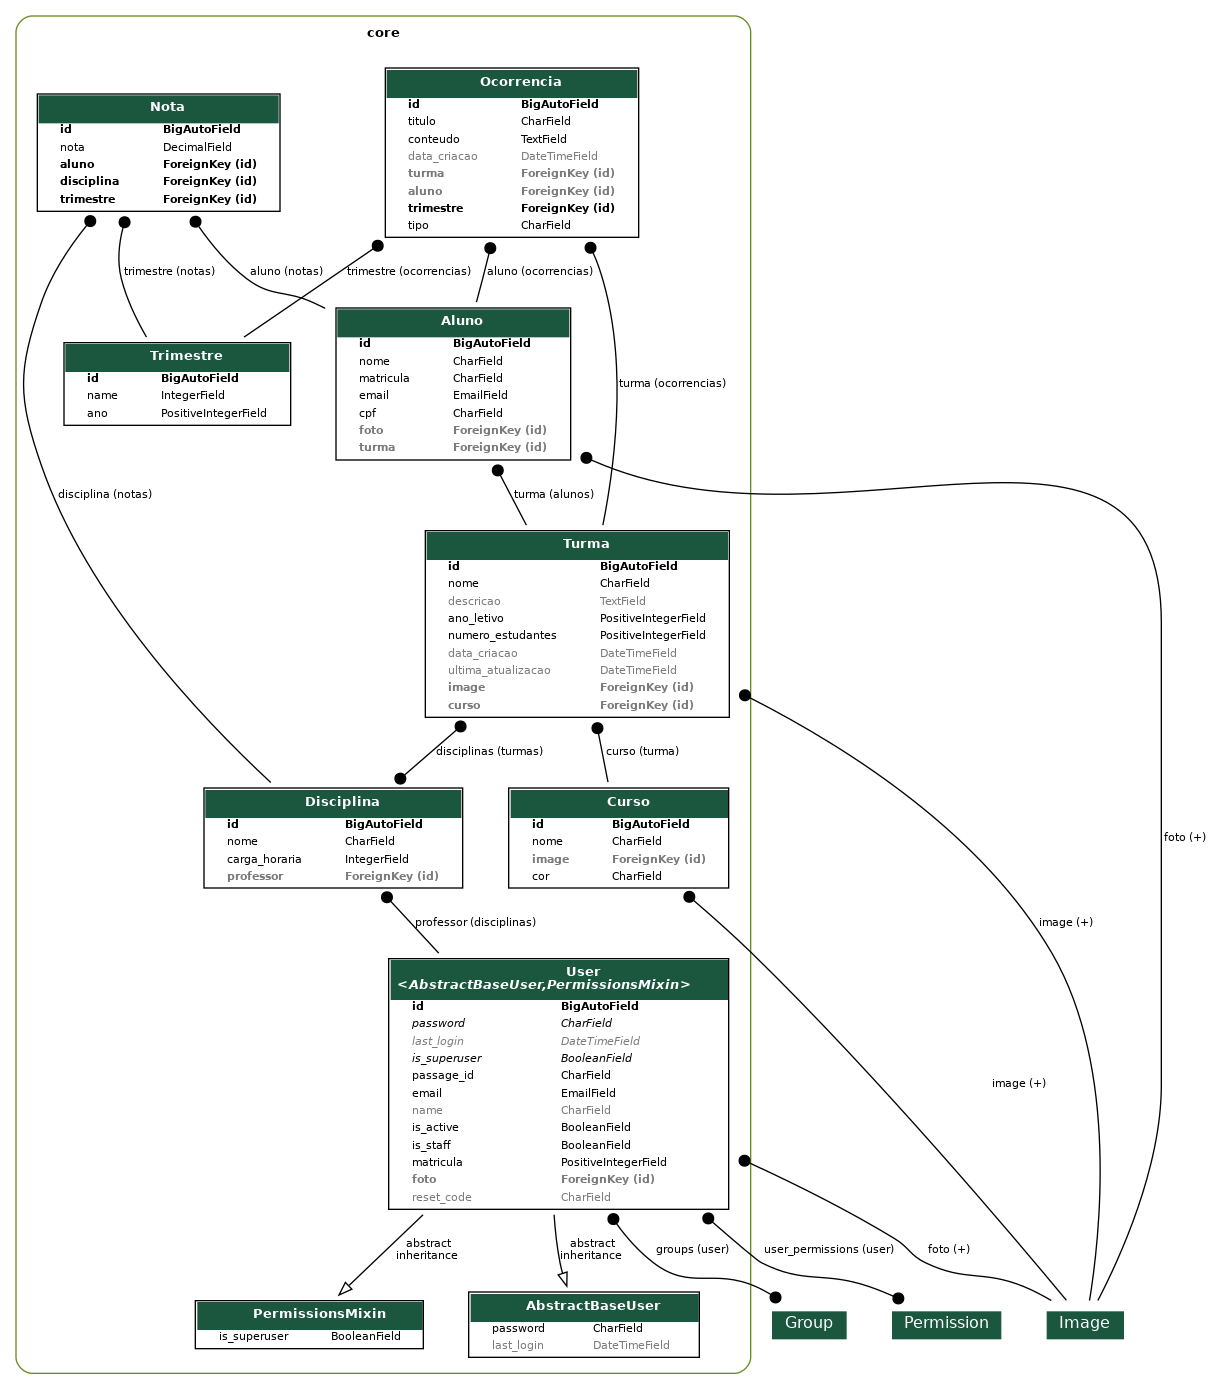 core
Nota
id BigAutoField
nota DecimalField
aluno ForeignKey (id)
disciplina ForeignKey (id)
trimestre ForeignKey (id)
Ocorrencia
id BigAutoField
titulo CharField
conteudo TextField
data_criacao DateTimeField
turma ForeignKey (id)
aluno ForeignKey (id)
trimestre ForeignKey (id)
tipo CharField
trimestre (notas)
aluno (notas)
trimestre (ocorrencias)
aluno (ocorrencias)
Trimestre
id BigAutoField
name IntegerField
ano PositiveIntegerField
Aluno
id BigAutoField
nome CharField
matricula CharField
email EmailField
cpf CharField
foto ForeignKey (id)
turma ForeignKey (id)
turma (ocorrencias)
disciplina (notas)
turma (alunos)
Turma
id BigAutoField
nome CharField
descricao TextField
ano_letivo PositiveIntegerField
numero_estudantes PositiveIntegerField
data_criacao DateTimeField
ultima_atualizacao DateTimeField
image ForeignKey (id)
curso ForeignKey (id)
disciplinas (turmas)
curso (turma)
Disciplina
id BigAutoField
nome CharField
carga_horaria IntegerField
professor ForeignKey (id)
Curso
id BigAutoField
nome CharField
image ForeignKey (id)
cor CharField
foto (+)
professor (disciplinas)
image (+)
User
<AbstractBaseUser,PermissionsMixin>
id BigAutoField
password CharField
last_login DateTimeField
is_superuser BooleanField
passage_id CharField
email EmailField
name CharField
is_active BooleanField
is_staff BooleanField
matricula PositiveIntegerField
foto ForeignKey (id)
reset_code CharField
image (+)
abstract
inheritance
abstract
inheritance
groups (user)
user_permissions (user)
foto (+)
PermissionsMixin
is_superuser BooleanField
AbstractBaseUser
password CharField
last_login DateTimeField
Group
Permission
Image